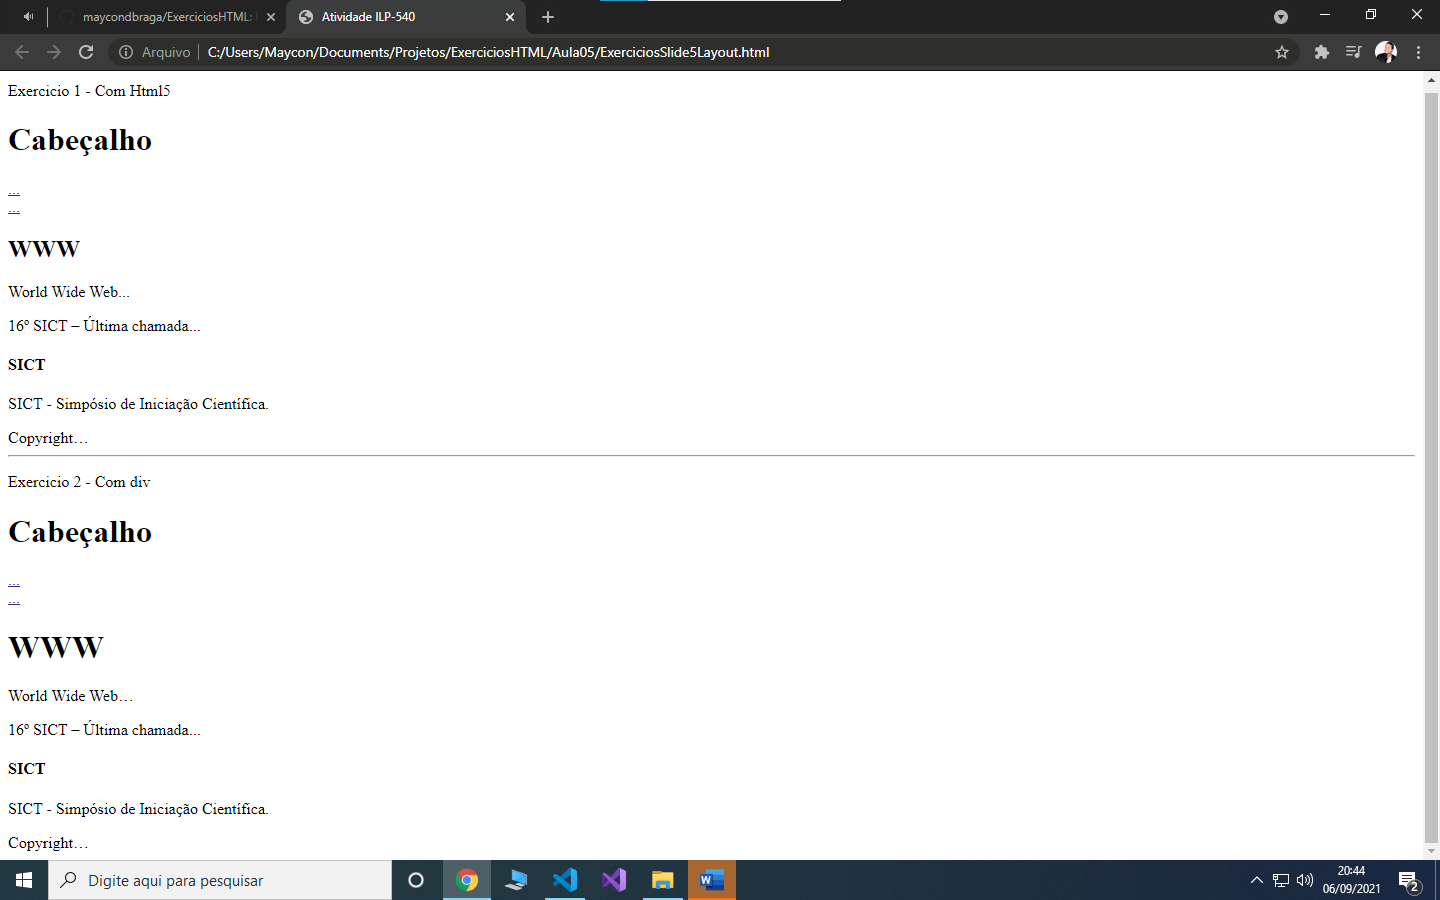 maycondbraga/ExerciciosHTML:
Atividade ILP-540
Arquivo
C:/Users/Maycon/Documents/Projetos/ExerciciosHTML/Aula05/ExerciciosSlide5Layout.html
Exercicio 1 - Com Html5
Cabeçalho
...
...
WWW
World Wide Web...
16º SICT – Última chamada...
SICT
SICT - Simpósio de Iniciação Científica.
Copyright…
Exercicio 2 - Com div
Cabeçalho
...
...
WWW
World Wide Web…
16º SICT – Última chamada...
SICT
SICT - Simpósio de Iniciação Científica.
Copyright…
Digite aqui para pesquisar
W
20:44
06/09/2021
2